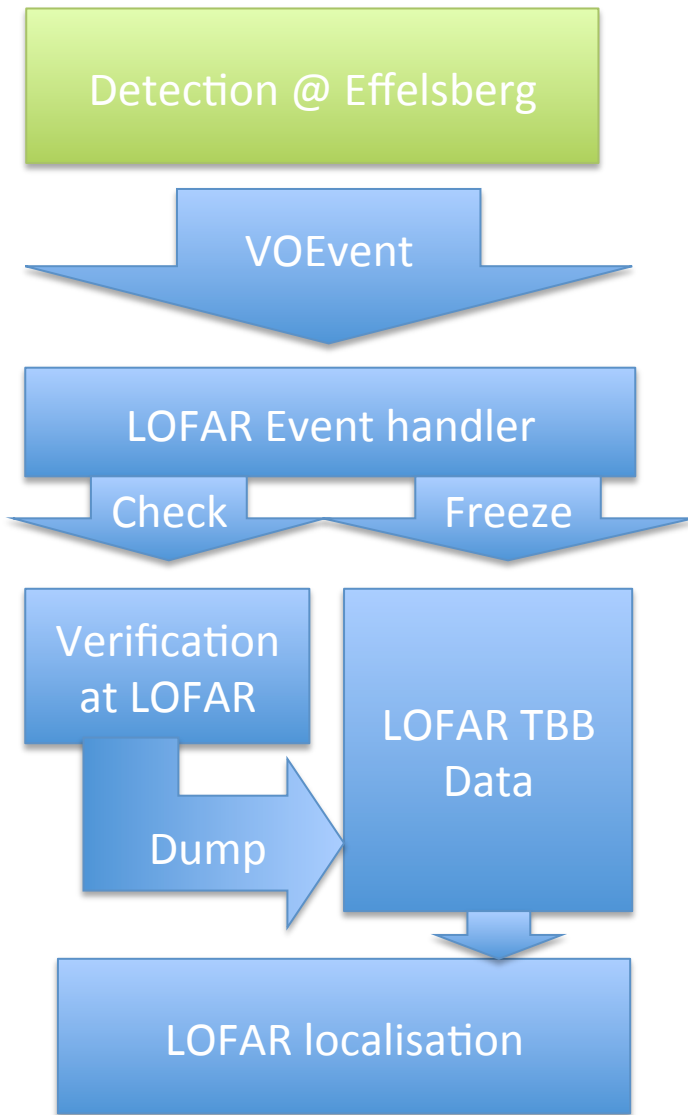 Detection @ Effelsberg
VOEvent
LOFAR Event handler
Check
Freeze
Verification
at LOFAR
LOFAR TBB
Data
Dump
LOFAR localisation